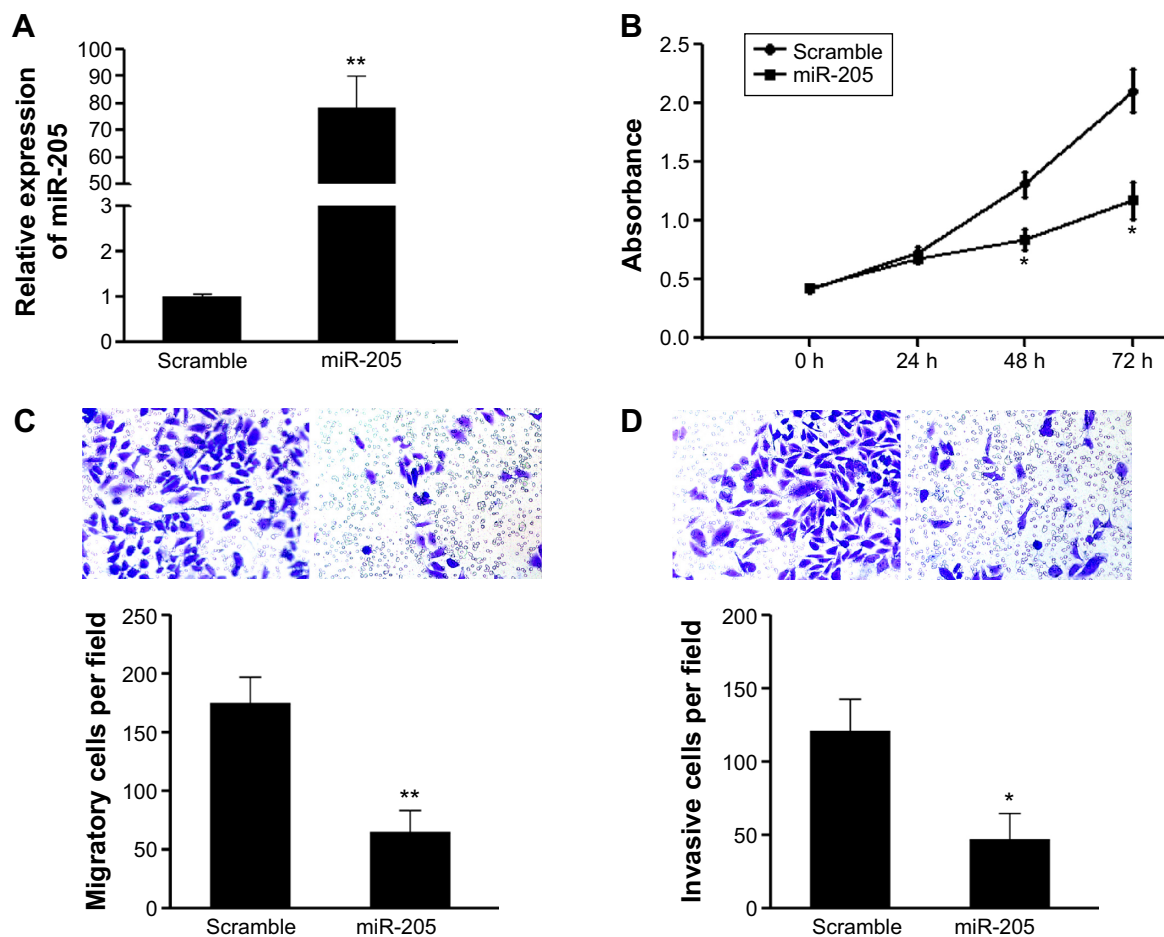 A
Relative expression
of miR-205
100
90
80
70
60
50
3
2
1
0
**
Scramble
miR-205
B
Absorbance
2.5
2.0
1.5
1.0
0.5
0.0
Scramble
miR-205
*
*
0 h
24 h
48 h
72 h
C
Migratory cells per field
250
200
150
100
50
0
**
Scramble
miR-205
D
Invasive cells per field
200
150
100
50
0
*
Scramble
miR-205